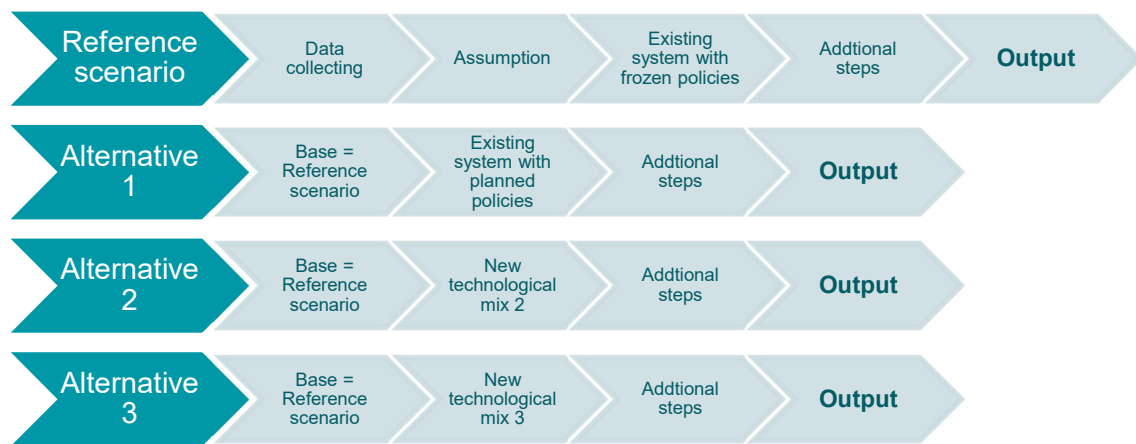 Reference
scenario
Data
collecting
Assumption
Existing
system with
frozen policies
Addtional
steps
Output
Alternative
1
Base =
Reference
scenario
Existing
system with
planned
policies
Addtional
steps
Output
Alternative
2
Base =
Reference
scenario
New
technological
mix 2
Addtional
steps
Output
Alternative
3
Base =
Reference
scenario
New
technological
mix 3
Addtional
steps
Output